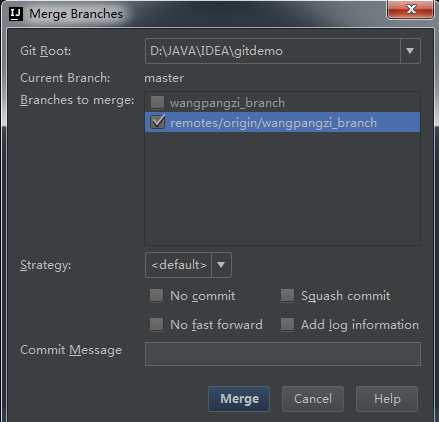 IJ Merge Branches
Git Root: D:\JAVA\IDEA\gitdemo
Current Branch: master
Branches to merge: wangpangzi_branch
remotes/origin/wangpangzi_branch
Strategy: <default>
No commit Squash commit
No fast forward Add log information
Commit Message
Merge Cancel Help